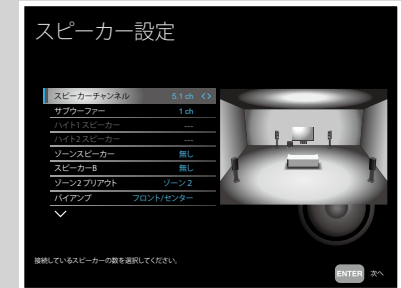 スピーカー設定
スピーカーチャンネル 5.1 ch
サブウーファー 1 ch
ハイト1 スピーカー ---
ハイト2 スピーカー ---
ゾーンスピーカー 無し
スピーカーB 無し
ゾーン2 プリアウト ゾーン 2
バイアンプ フロント/センター
接続しているスピーカーの数を選択してください。
ENTER 次へ